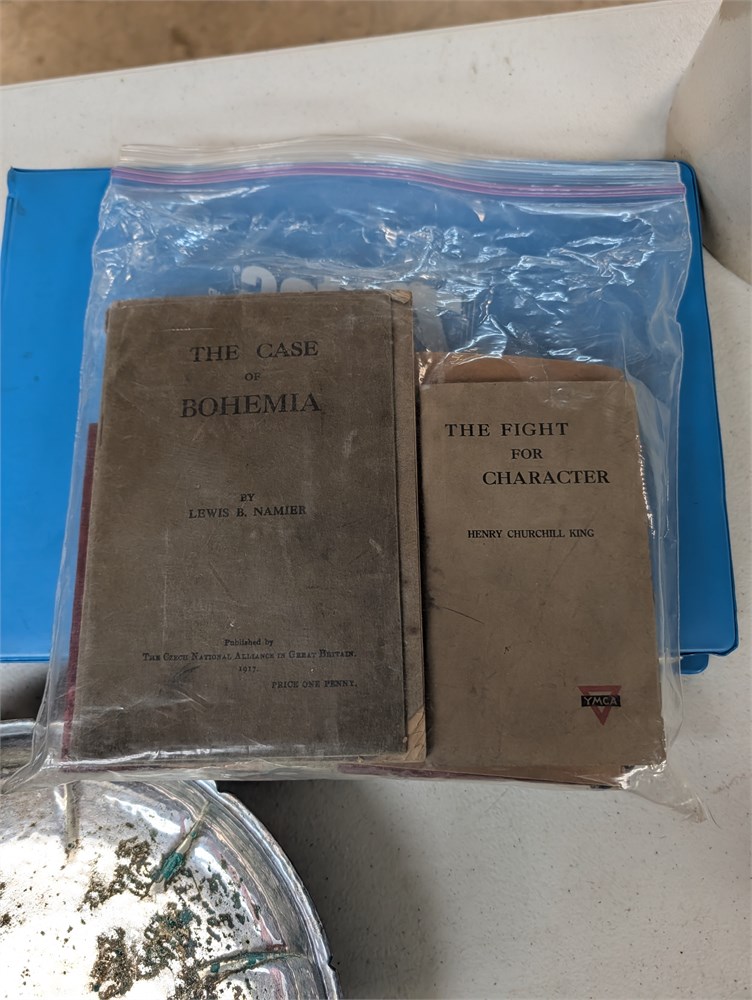 THE CASE
OF
BOHEMIA
BY
LEWIS B. NAMIER
Published by
THE CZECH NATIONAL ALLIANCE IN GREAT BRITAIN.
1917.
PRICE ONE PENNY.
THE FIGHT
FOR
CHARACTER
HENRY CHURCHILL KING
YMCA